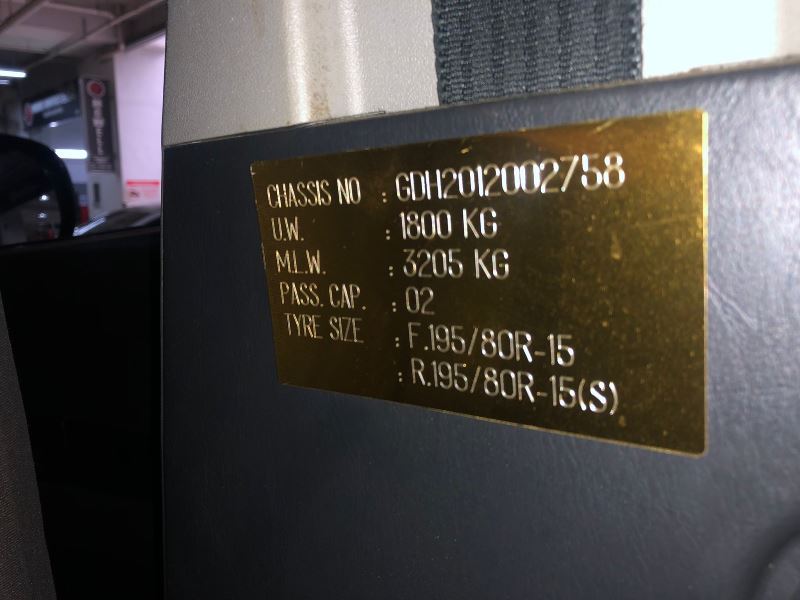 CHASSIS NO : GDH2012002758
U.W. : 1800 KG
M.L.W. : 3205 KG
PASS. CAP. : 02
TYRE SIZE : F.195/80R-15
: R.195/80R-15(S)